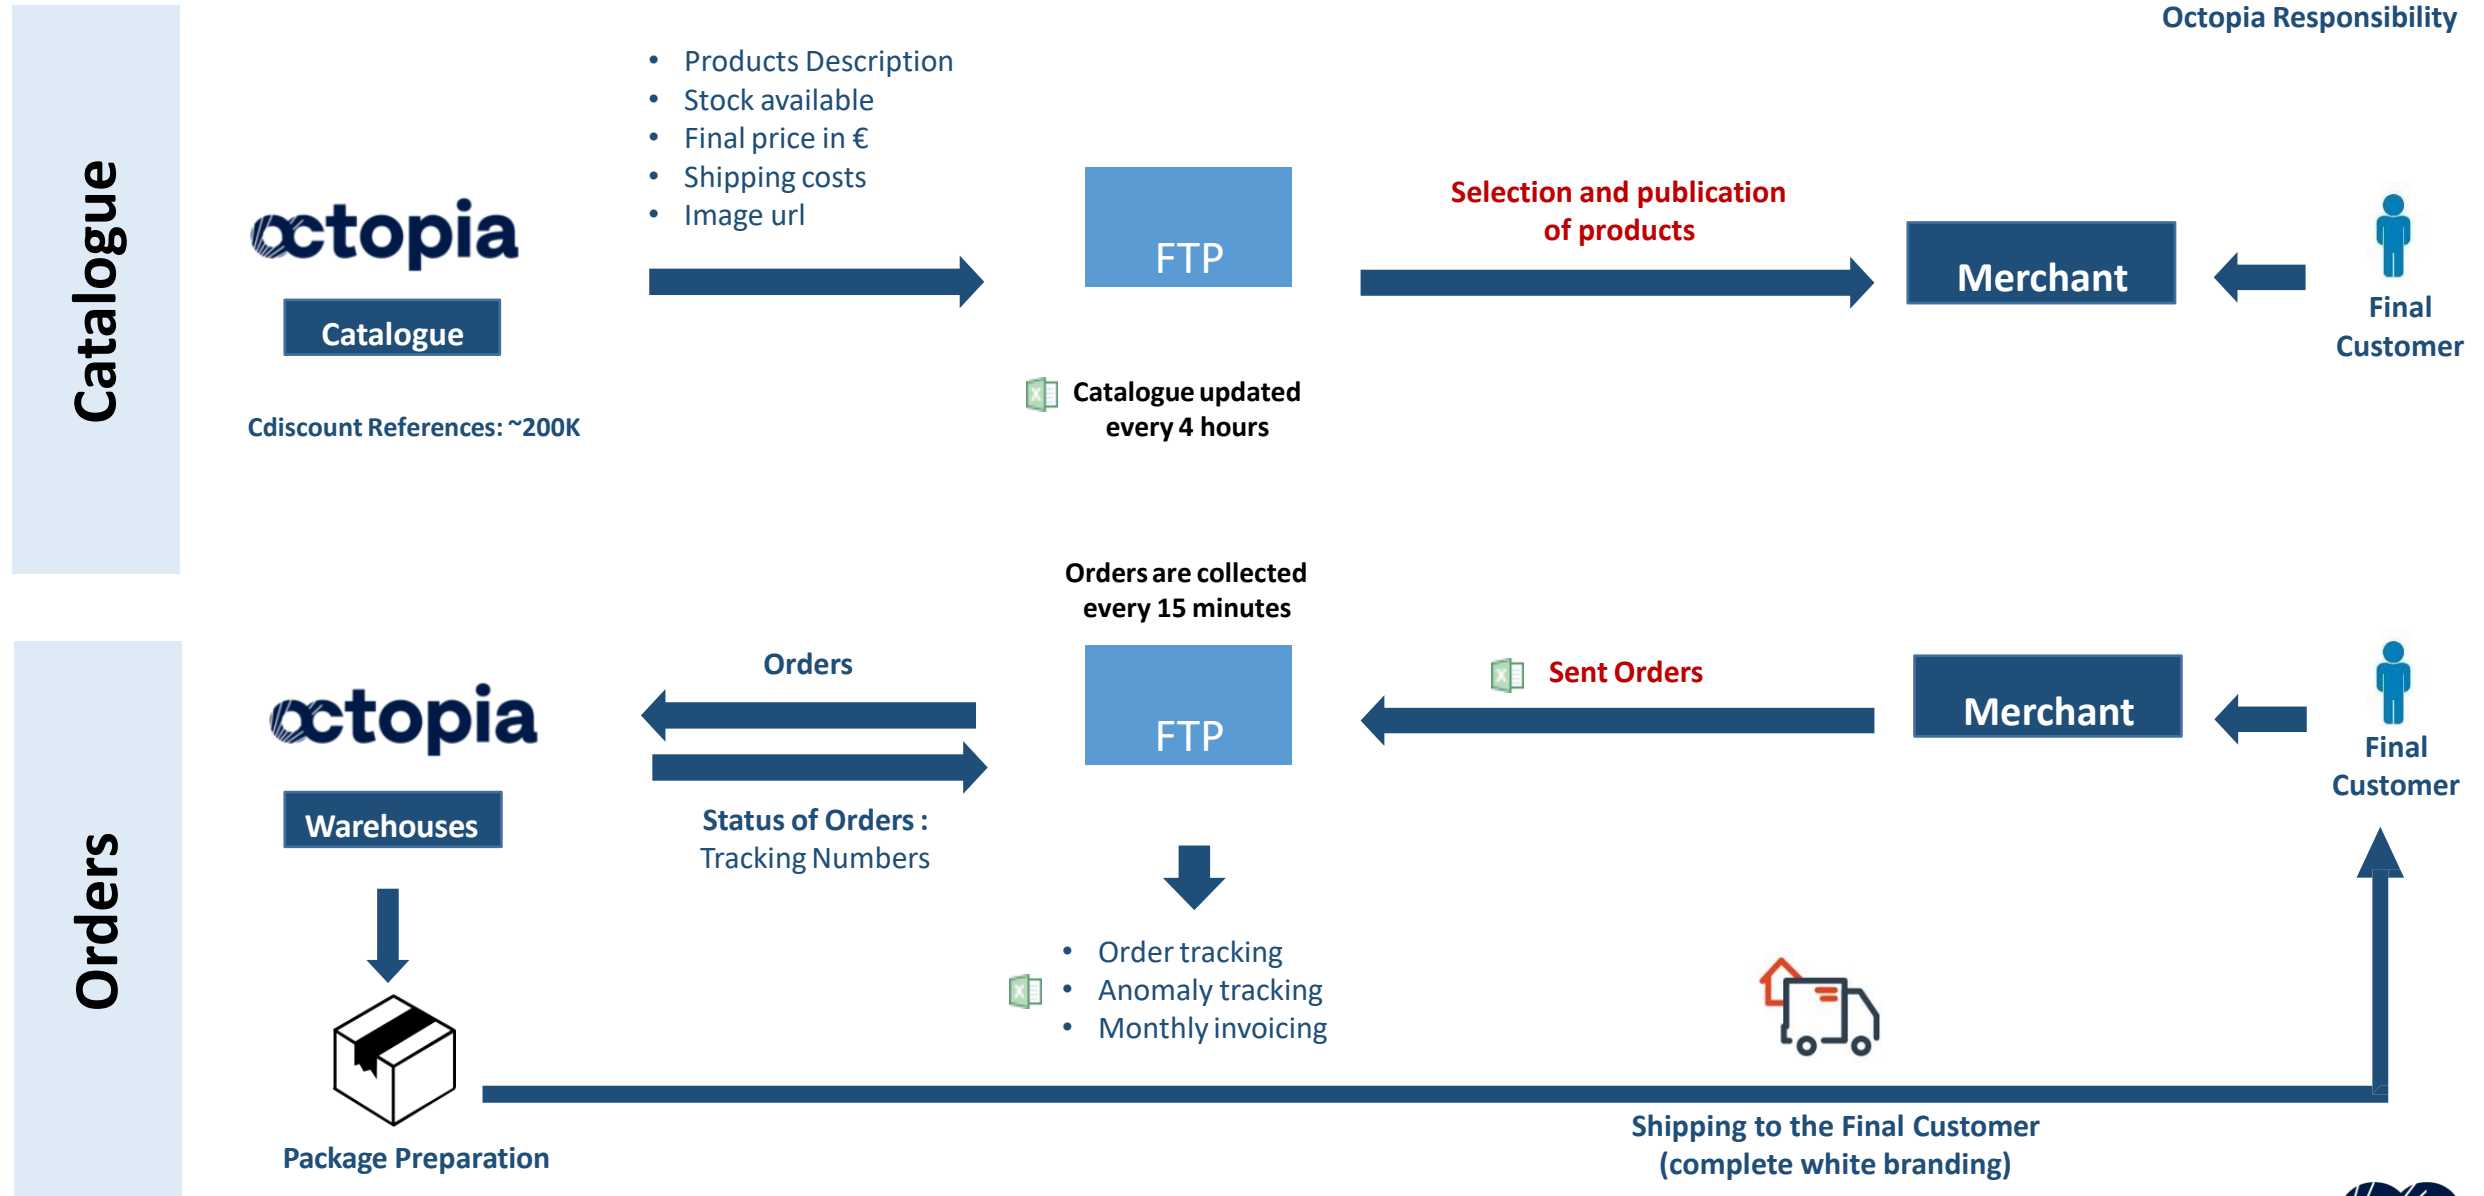 Octopia Responsibility
Catalogue
• Products Description
• Stock available
• Final price in €
• Shipping costs
• Image url
octopia
Catalogue
Cdiscount References: ~200K
FTP
Catalogue updated
every 4 hours
Selection and publication
of products
Merchant
Final
Customer
Orders
Orders are collected
every 15 minutes
octopia
Warehouses
Orders
Status of Orders :
Tracking Numbers
FTP
Sent Orders
Merchant
Final
Customer
• Order tracking
• Anomaly tracking
• Monthly invoicing
Package Preparation
Shipping to the Final Customer
(complete white branding)